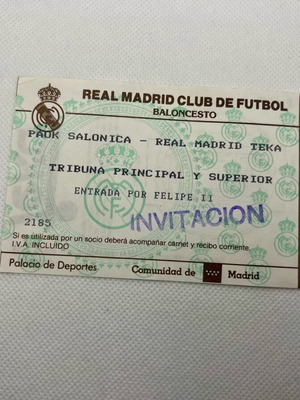 REAL MADRID CLUB DE FUTBOL
BALONCESTO
PAOK SALONICA - REAL MADRID TEKA
TRIBUNA PRINCIPAL Y SUPERIOR
ENTRADA POR FELIPE II
2185
INVITACION
Si es utilizada por un socio deberá acompañar carnet y recibo corriente.
I.V.A. INCLUIDO
Palacio de Deportes Comunidad de Madrid